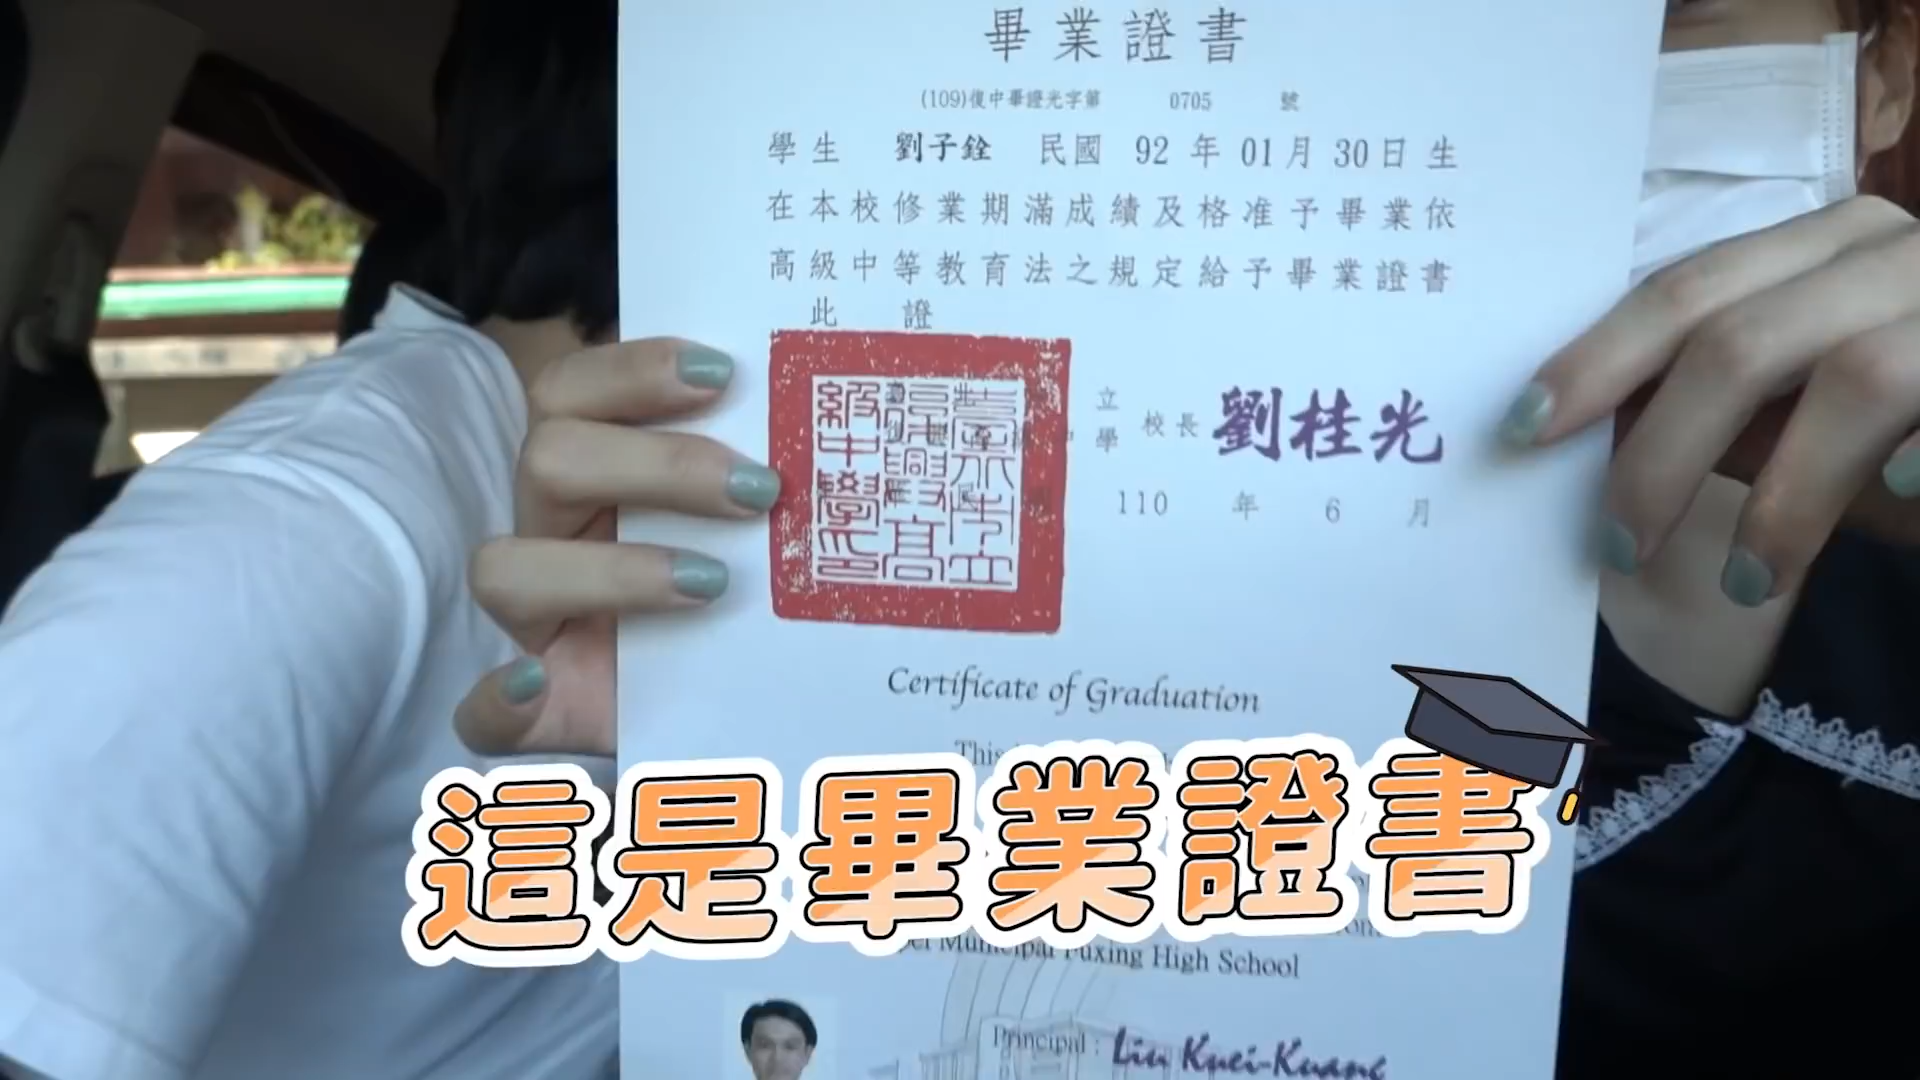 畢業證書
(109)復中畢證光字第 0705 號
學生 劉子銓 民國 92 年 01 月 30 日 生
在本校修業期滿成績及格准予畢業依
高級中等教育法之規定給予畢業證書
此 證
立
學 校長 劉桂光
110 年 6 月
Certificate of Graduation
This
這是畢業證書
Municipal Fuxing High School
Principal : Liu Kuei-Kuang